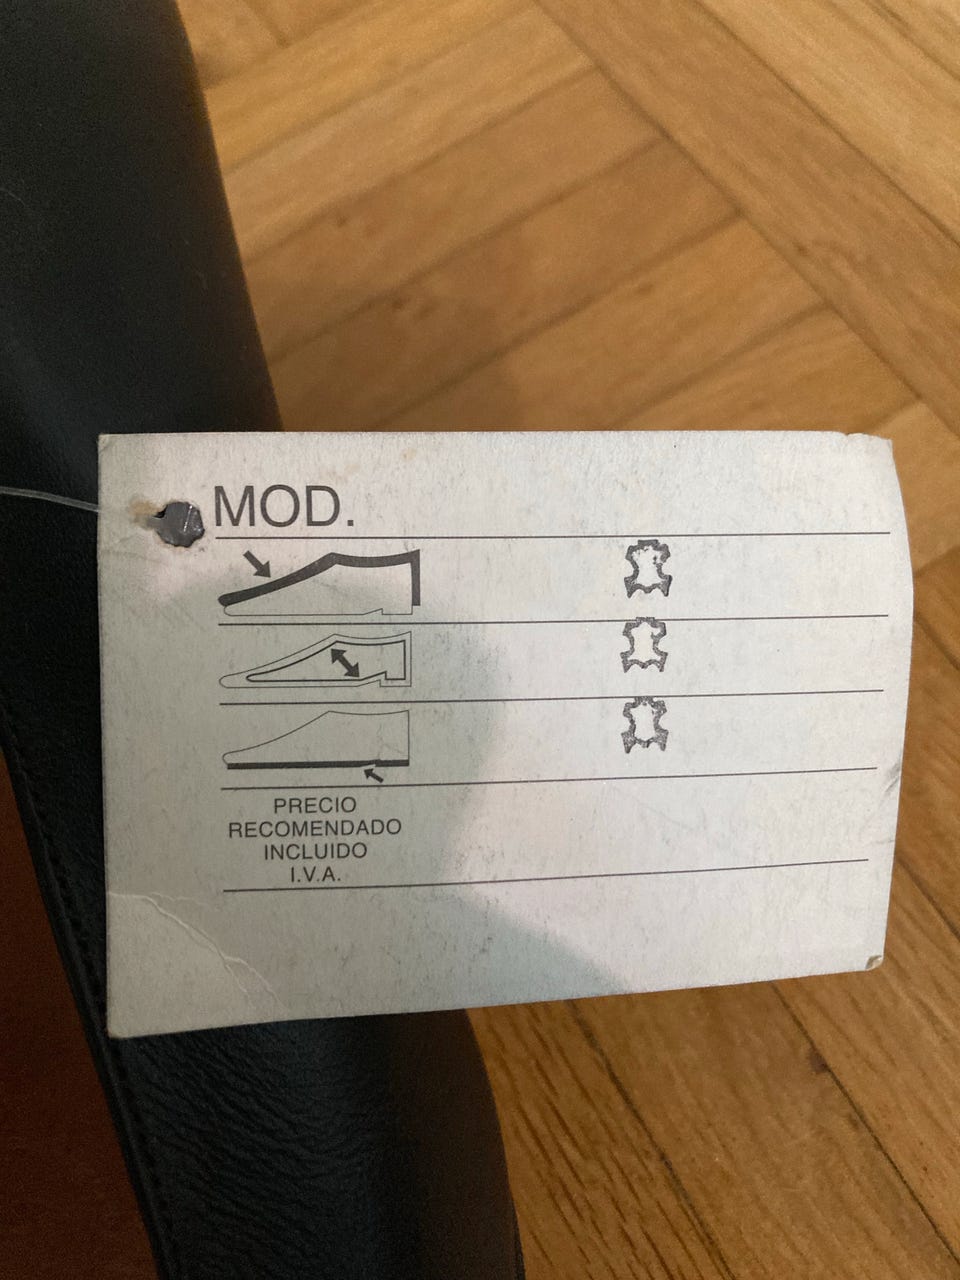 MOD.
PRECIO
RECOMENDADO
INCLUIDO
I.V.A.